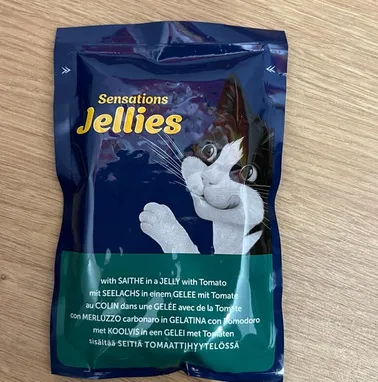 Sensations
Jellies
with SAITHE in a JELLY with Tomato
mit SEELACHS in einem GELEE mit Tomate
au COLIN dans une GELÉE avec de la Tomate
con MERLUZZO carbonaro in GELATINA con Pomodoro
met KOOLVIS in een GELEI met Tomaten
sisältää SEITIÄ TOMAATTIHYYTELÖSSÄ